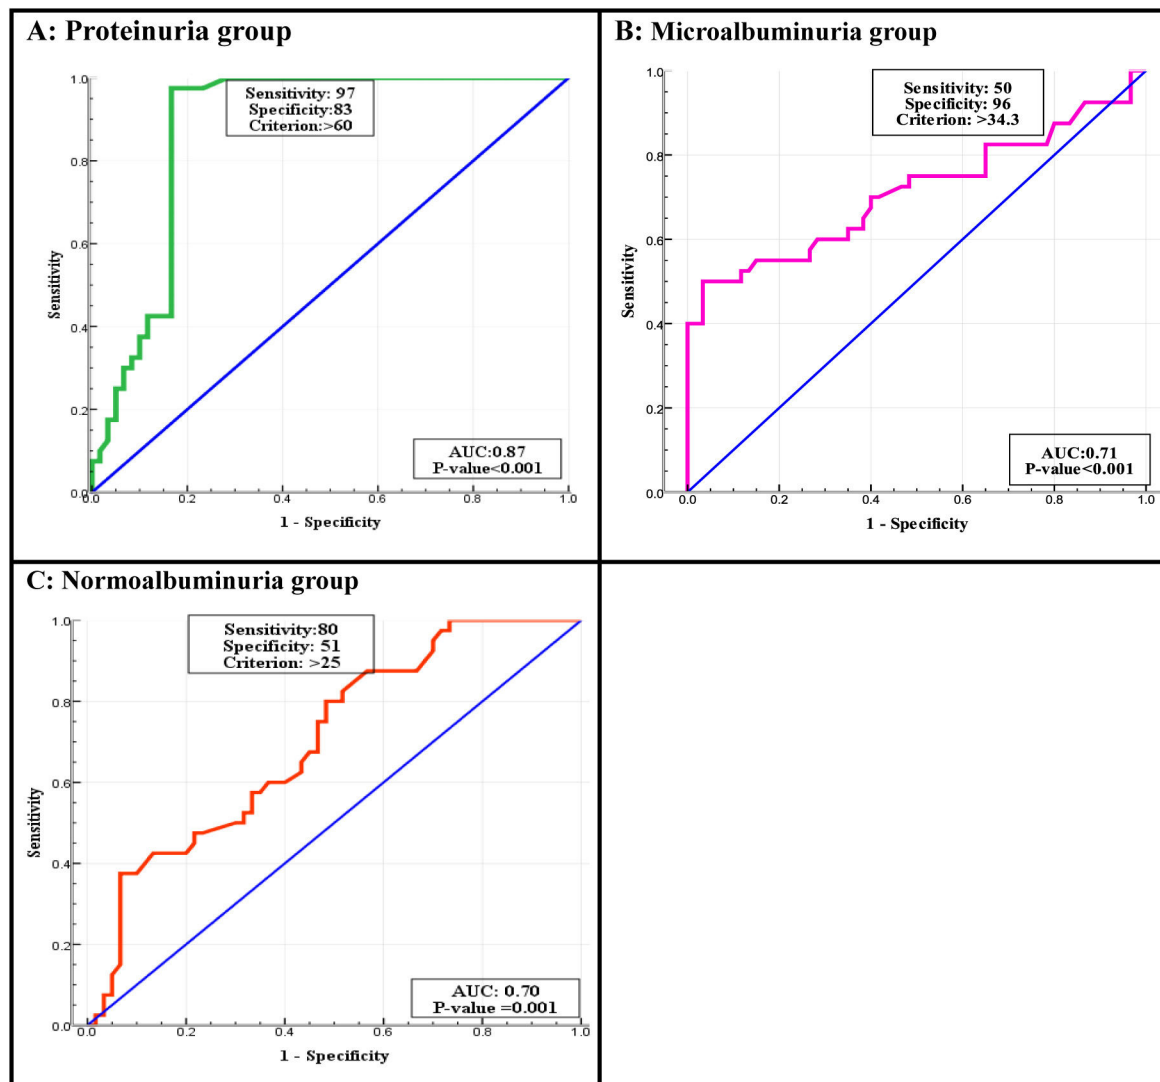 A: Proteinuria group
Sensitivity: 97
Specificity:83
Criterion:>60
1.0
0.8
0.6
0.4
0.2
0.0
Sensitivity
AUC:0.87
P-value<0.001
0.0 0.2 0.4 0.6 0.8 1.0
1 - Specificity
B: Microalbuminuria group
Sensitivity: 50
Specificity: 96
Criterion: >34.3
1.0
0.8
0.6
0.4
0.2
0.0
Sensitivity
AUC:0.71
P-value<0.001
0.0 0.2 0.4 0.6 0.8 1.0
1 - Specificity
C: Normoalbuminuria group
Sensitivity:80
Specificity: 51
Criterion: >25
1.0
0.8
0.6
0.4
0.2
0.0
Sensitivity
AUC: 0.70
P-value =0.001
0.0 0.2 0.4 0.6 0.8 1.0
1 - Specificity